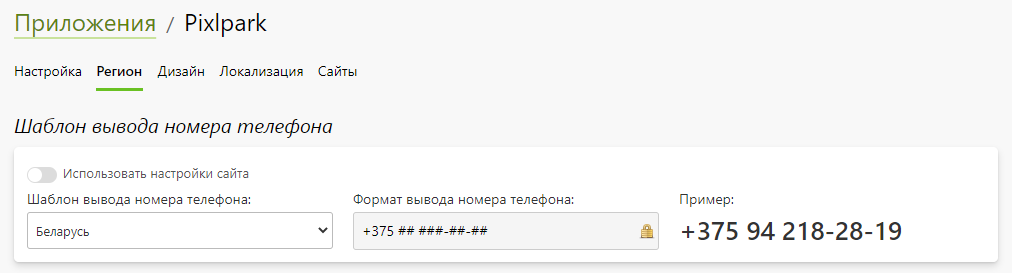 Приложения / Pixlpark
Настройка Регион Дизайн Локализация Сайты
Шаблон вывода номера телефона
Использовать настройки сайта
Шаблон вывода номера телефона: Формат вывода номера телефона: Пример:
Беларусь +375 ## ###-##-## +375 94 218-28-19